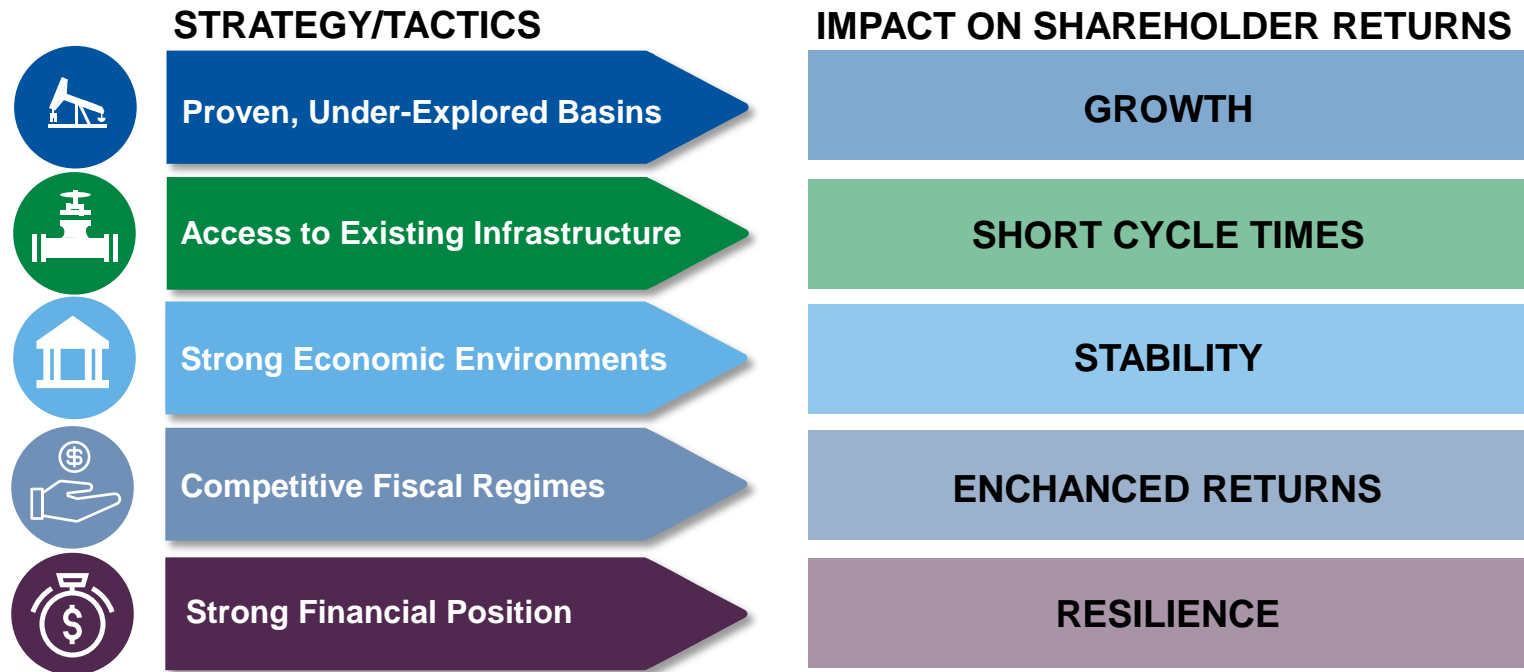 STRATEGY/TACTICS
IMPACT ON SHAREHOLDER RETURNS
Proven, Under-Explored Basins
GROWTH
Access to Existing Infrastructure
SHORT CYCLE TIMES
Strong Economic Environments
STABILITY
$
Competitive Fiscal Regimes
ENCHANCED RETURNS
$
Strong Financial Position
RESILIENCE